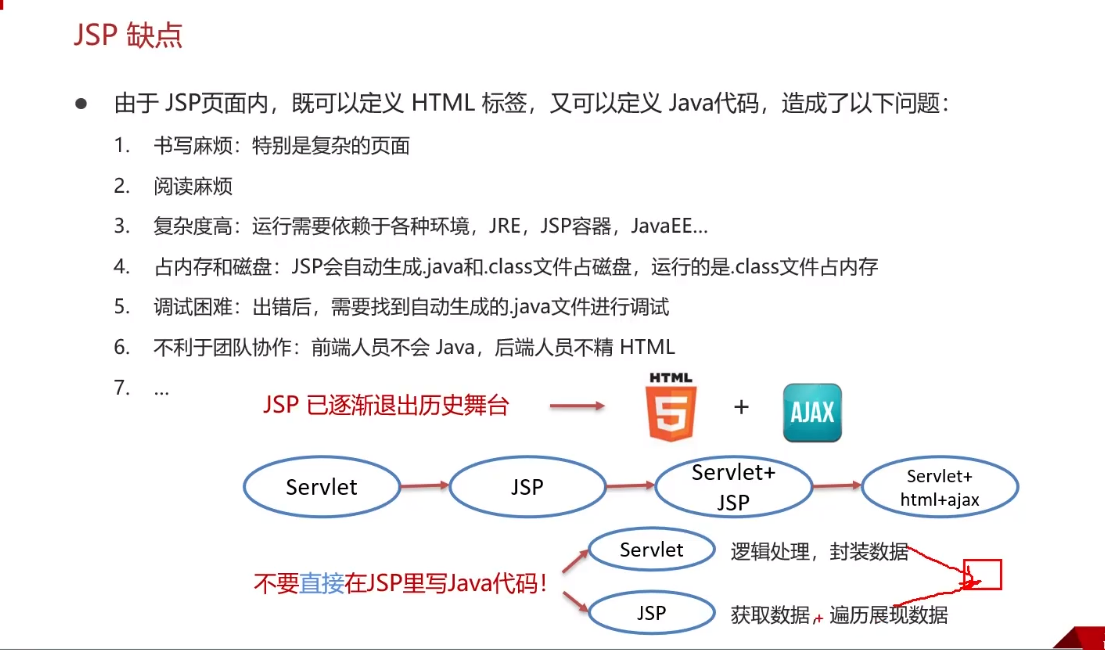 JSP 缺点
● 由于 JSP页面内，既可以定义 HTML 标签，又可以定义 Java代码，造成了以下问题：
1. 书写麻烦：特别是复杂的页面
2. 阅读麻烦
3. 复杂度高：运行需要依赖于各种环境，JRE，JSP容器，JavaEE...
4. 占内存和磁盘：JSP会自动生成.java和.class文件占磁盘，运行的是.class文件占内存
5. 调试困难：出错后，需要找到自动生成的.java文件进行调试
6. 不利于团队协作：前端人员不会 Java，后端人员不精 HTML
7. ...
JSP 已逐渐退出历史舞台
HTML
5
+
AJAX
Servlet
JSP
Servlet+
JSP
Servlet+
html+ajax
不要直接在JSP里写Java代码！
Servlet
逻辑处理，封装数据
JSP
获取数据，+ 遍历展现数据